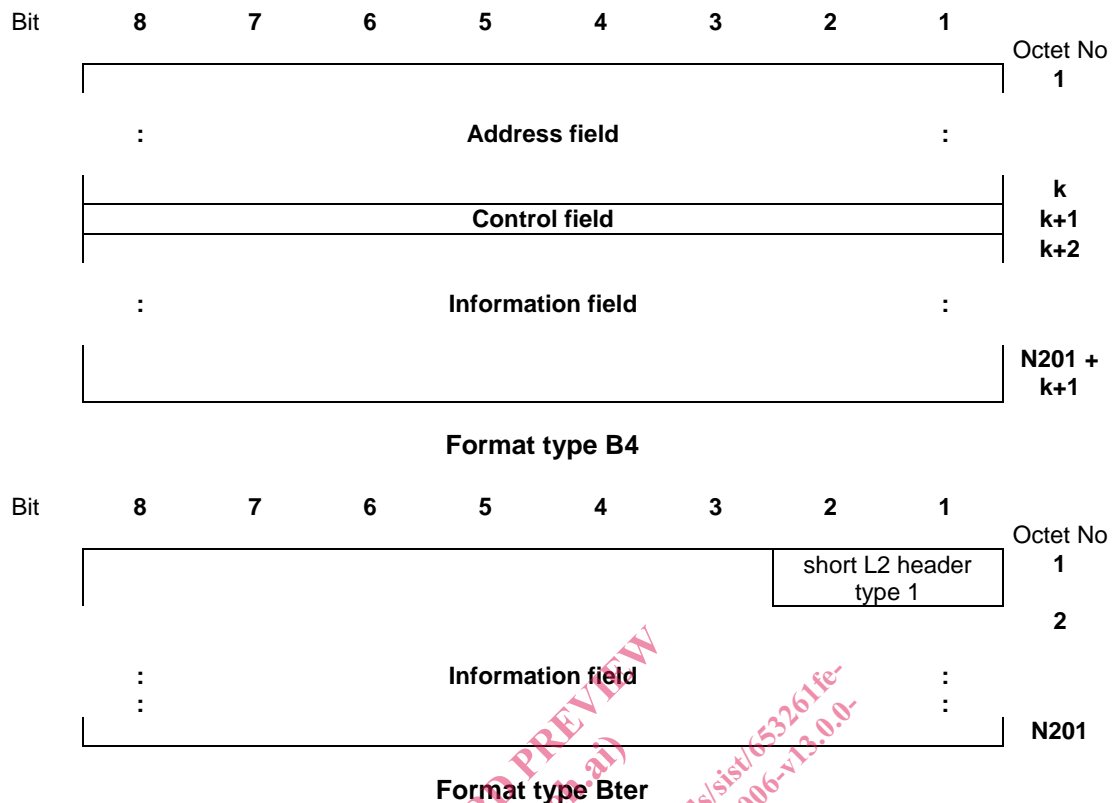 Bit 8 7 6 5 4 3 2 1
Octet No
1
: Address field :
k
Control field k+1
k+2
: Information field :
N201 +
k+1
Format type B4
Bit 8 7 6 5 4 3 2 1
Octet No
short L2 header 1
type 1
2
: Information field :
: :
N201
Format type Bter